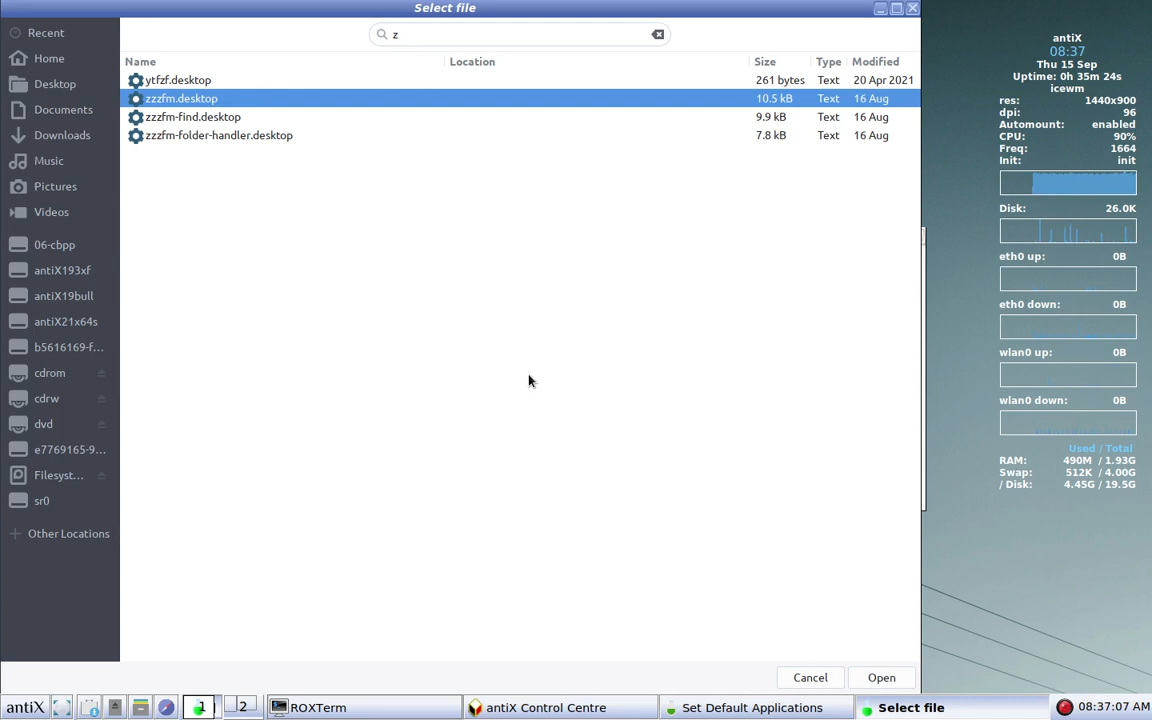 Select file
Recent
Home
Desktop
Documents
Downloads
Music
Pictures
Videos
06-cbpp
antiX193xf
antiX19bull
antiX21x64s
b5616169-f...
cdrom
cdrw
dvd
e7769165-9...
Filesyst...
sr0
Other Locations
z
Name Location Size Type Modified
ytfzf.desktop 261 bytes Text 20 Apr 2021
zzzfm.desktop 10.5 kB Text 16 Aug
zzzfm-find.desktop 9.9 kB Text 16 Aug
zzzfm-folder-handler.desktop 7.8 kB Text 16 Aug
Cancel Open
antiX
08:37
Thu 15 Sep
Uptime: 0h 35m 24s
icewm
res: 1440x900
dpi: 96
Automount: enabled
CPU: 90%
Freq: 1664
Init: init
Disk: 26.0K
eth0 up: 0B
eth0 down: 0B
wlan0 up: 0B
wlan0 down: 0B
Used / Total
RAM: 490M / 1.93G
Swap: 512K / 4.00G
/ Disk: 4.45G / 19.5G
antiX 1 2 ROXTerm antiX Control Centre Set Default Applications Select file 08:37:07 AM